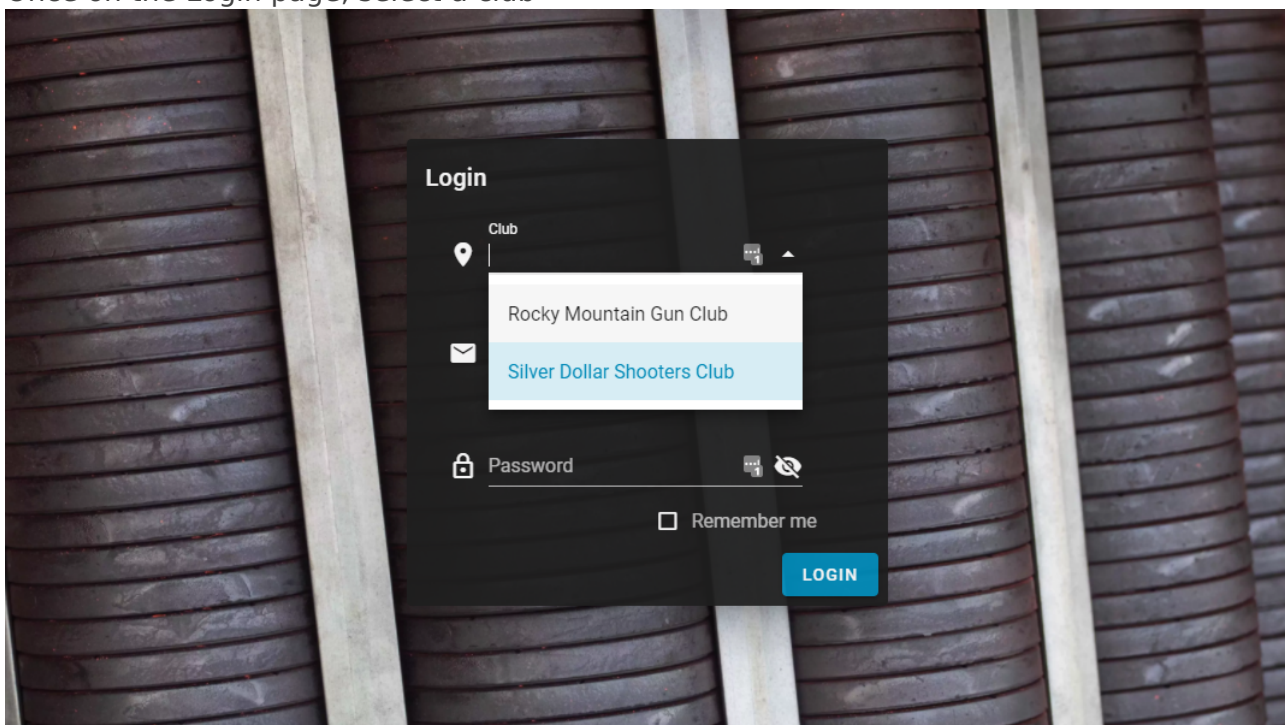 Once on the Login page, select a club
Login
Club
Rocky Mountain Gun Club
Silver Dollar Shooters Club
Password
Remember me
LOGIN